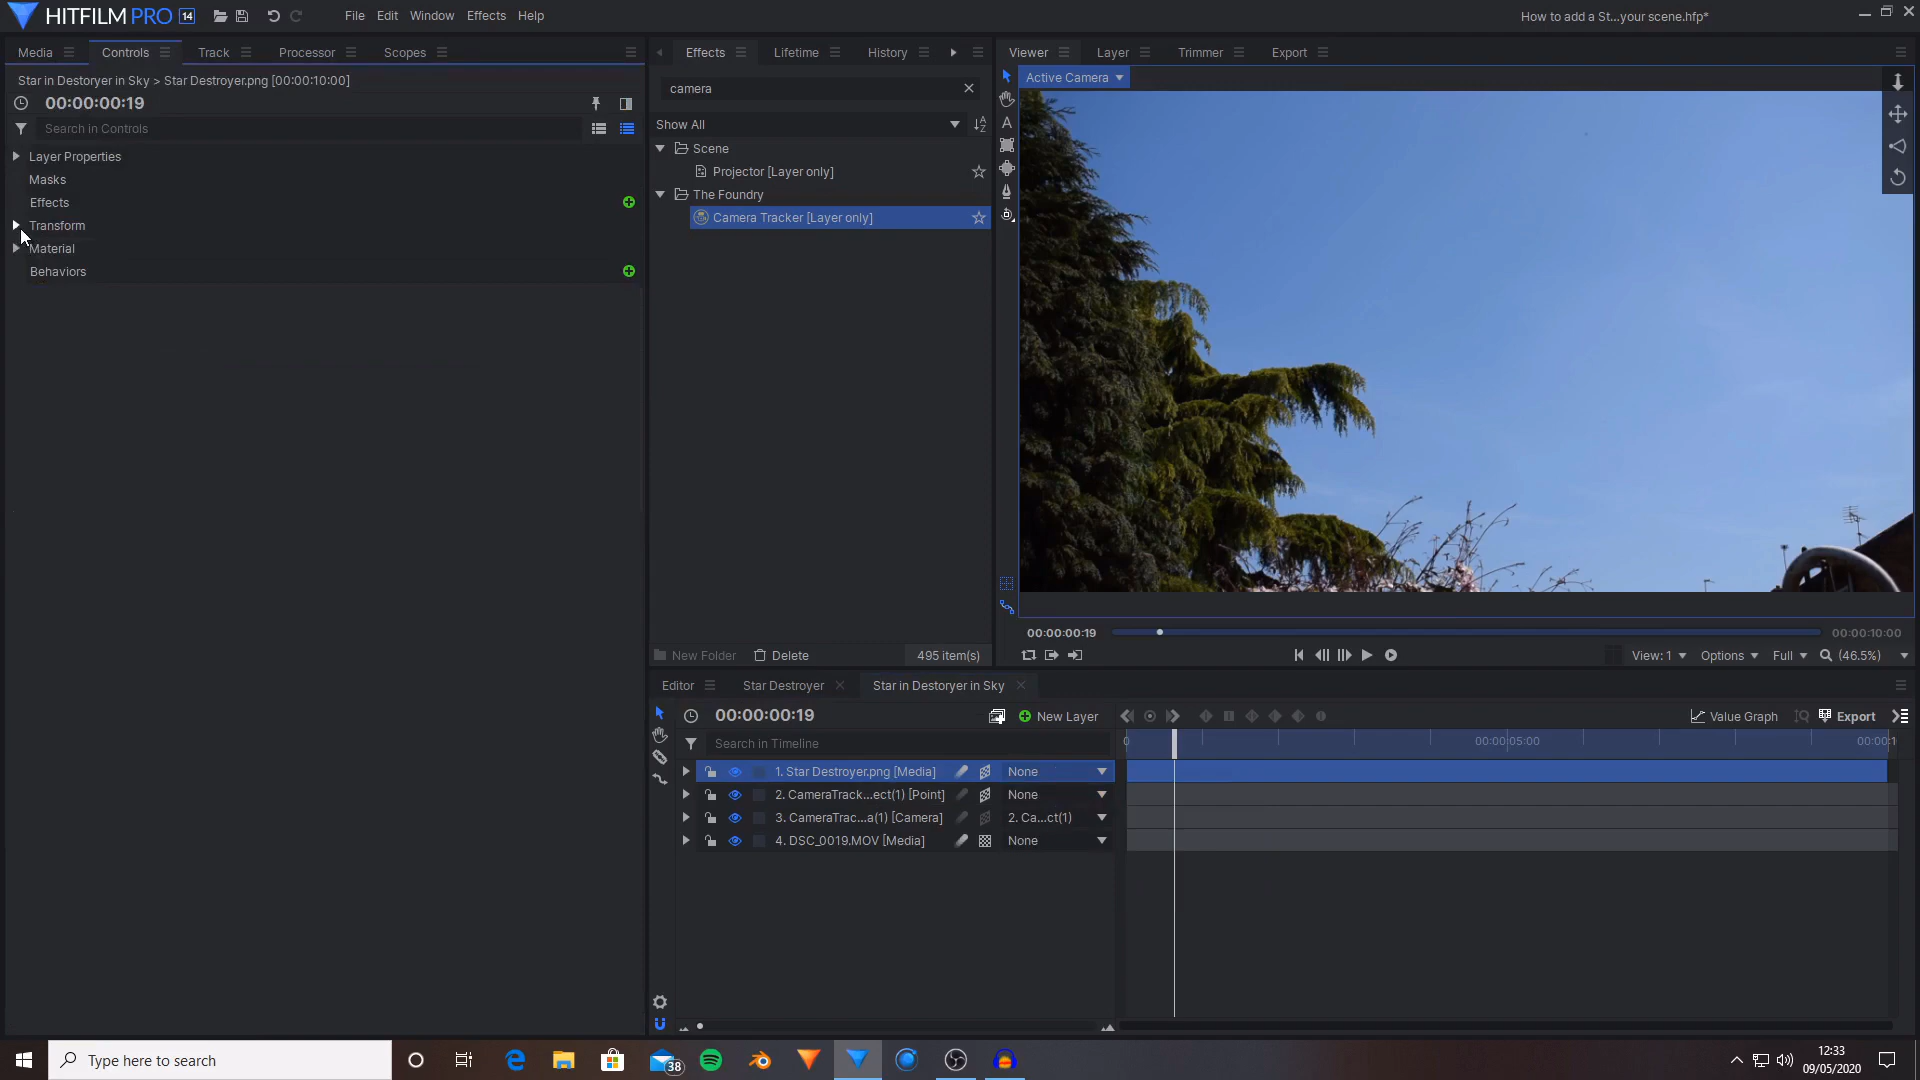 HITFILM PRO 14 File Edit Window Effects Help How to add a St...your scene.hfp*
Media Controls Track Processor Scopes
Star in Destoryer in Sky > Star Destroyer.png [00:00:10:00]
00:00:00:19
Search in Controls
Layer Properties
Masks
Effects
Transform
Material
Behaviors
Effects Lifetime History
camera
Show All
Scene
Projector [Layer only]
The Foundry
Camera Tracker [Layer only]
New Folder Delete 495 item(s)
Viewer Layer Trimmer Export
Active Camera
00:00:00:19 00:00:10:00
View: 1 Options Full (46.5%)
Editor Star Destroyer Star in Destoryer in Sky
00:00:00:19 New Layer Value Graph Export
Search in Timeline 0 00:00:05:00 00:00:1
1. Star Destroyer.png [Media] None
2. CameraTrack...ect(1) [Point] None
3. CameraTrac...a(1) [Camera] 2. Ca...ct(1)
4. DSC_0019.MOV [Media] None
Type here to search 38 12:33
09/05/2020